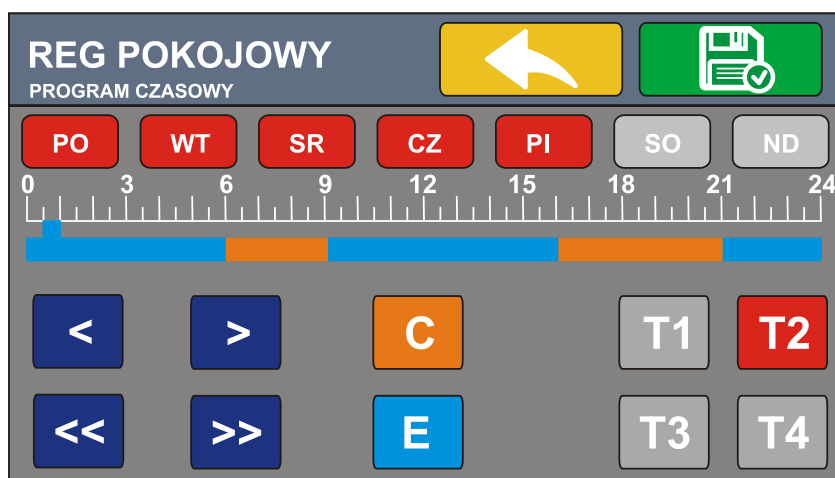 REG POKOJOWY
PROGRAM CZASOWY
PO WT SR CZ PI SO ND
0 3 6 9 12 15 18 21 24
< > C T1 T2
<< >> E T3 T4